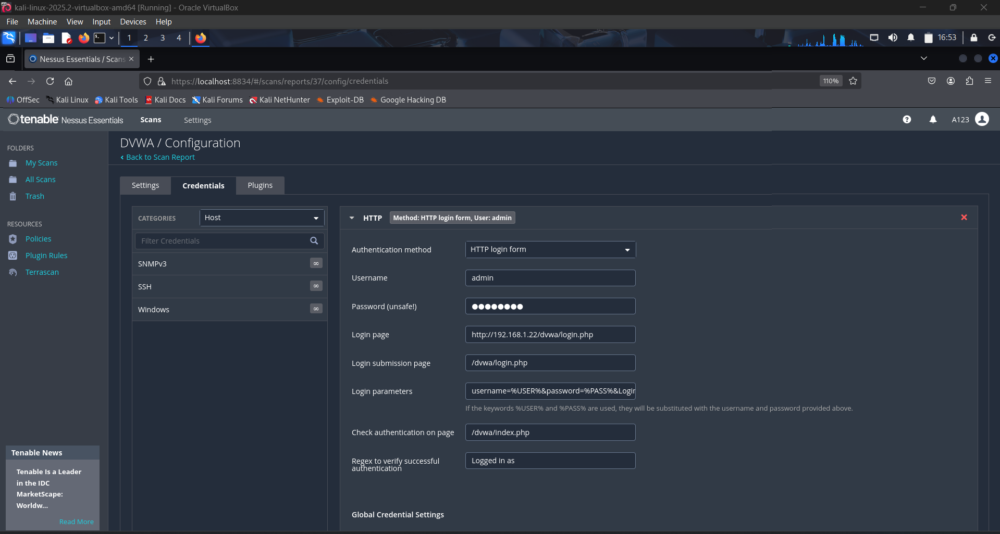 kali-linux-2025.2-virtualbox-amd64 [Running] - Oracle VirtualBox
File Machine View Input Devices Help
1 2 3 4 16:53
Nessus Essentials / Scans
https://localhost:8834/#/scans/reports/37/config/credentials 110%
OffSec Kali Linux Kali Tools Kali Docs Kali Forums Kali NetHunter Exploit-DB Google Hacking DB
tenable Nessus Essentials Scans Settings A123
FOLDERS
My Scans
All Scans
Trash
RESOURCES
Policies
Plugin Rules
Terrascan
Tenable News
Tenable Is a Leader
in the IDC
MarketScape:
Worldw...
Read More
DVWA / Configuration
Back to Scan Report
Settings Credentials Plugins
CATEGORIES Host
Filter Credentials
SNMPv3 ∞
SSH ∞
Windows ∞
HTTP Method: HTTP login form, User: admin
Authentication method HTTP login form
Username admin
Password (unsafe!) ●●●●●●●●
Login page http://192.168.1.22/dvwa/login.php
Login submission page /dvwa/login.php
Login parameters username=%USER%&password=%PASS%&Login
If the keywords %USER% and %PASS% are used, they will be substituted with the username and password provided above.
Check authentication on page /dvwa/index.php
Regex to verify successful
authentication Logged in as
Global Credential Settings